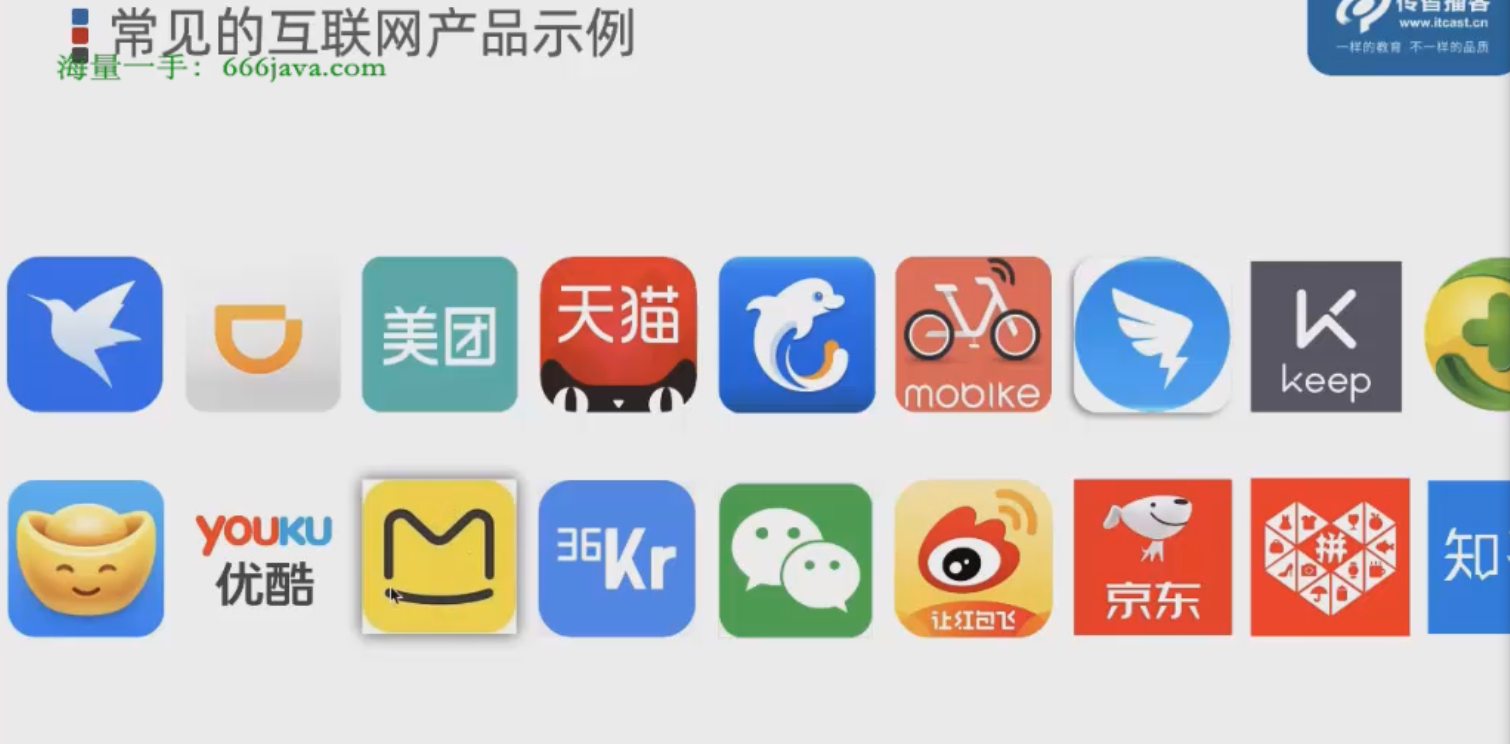 常见的互联网产品示例
海量一手：666java.com
传智播客
www.itcast.cn
一样的教育 不一样的品质
美团
天猫
mobike
keep
YOUKU
优酷
36Kr
让红包飞
京东
拼
知